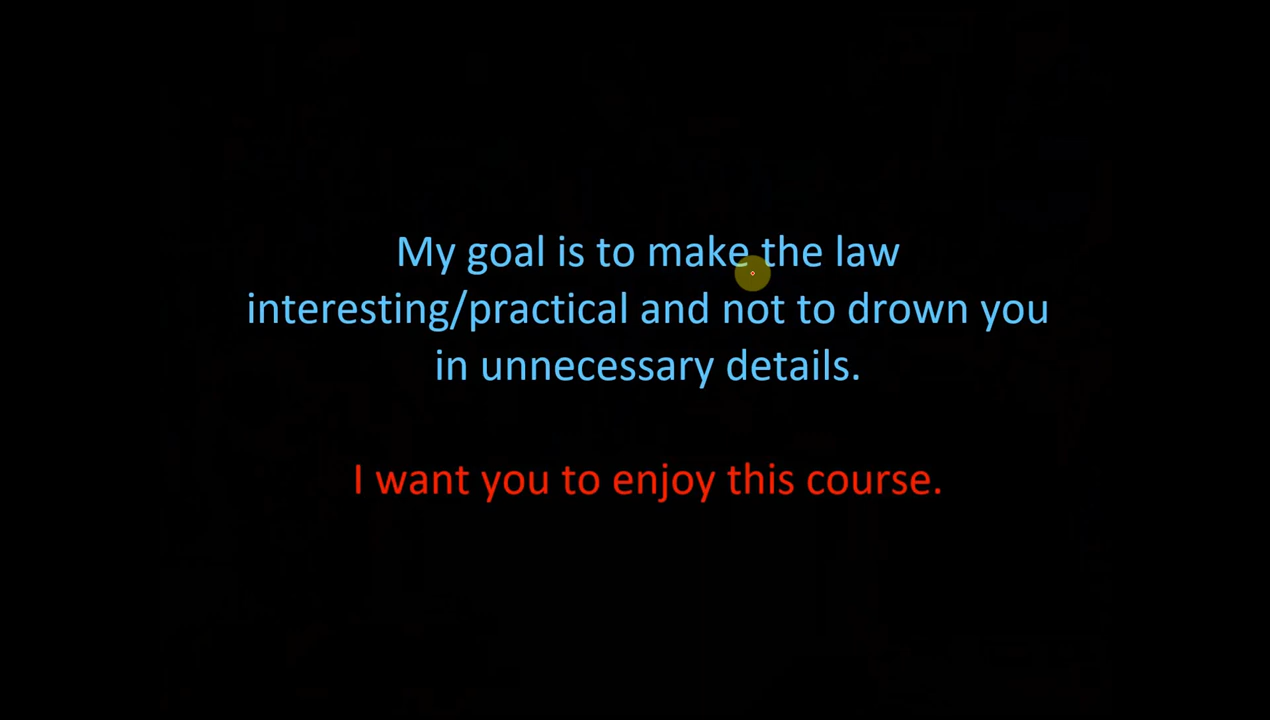 My goal is to make the law
interesting/practical and not to drown you
in unnecessary details.
I want you to enjoy this course.